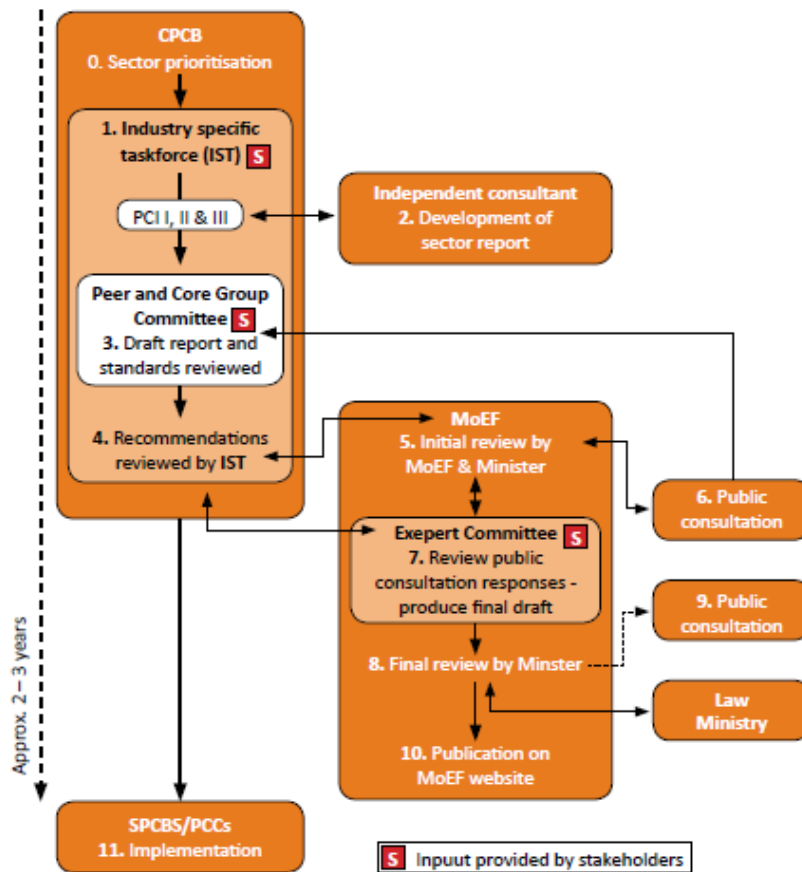 CPCB
0. Sector prioritisation
1. Industry specific
taskforce (IST) S
PCI I, II & III
Independent consultant
2. Development of
sector report
Peer and Core Group
Committee S
3. Draft report and
standards reviewed
4. Recommendations
reviewed by IST
MoEF
5. Initial review by
MoEF & Minister
6. Public
consultation
Exepert Committee S
7. Review public
consultation responses -
produce final draft
9. Public
consultation
8. Final review by Minster
Law
Ministry
10. Publication on
MoEF website
Approx. 2 – 3 years
SPCBS/PCCs
11. Implementation
S Inpuut provided by stakeholders